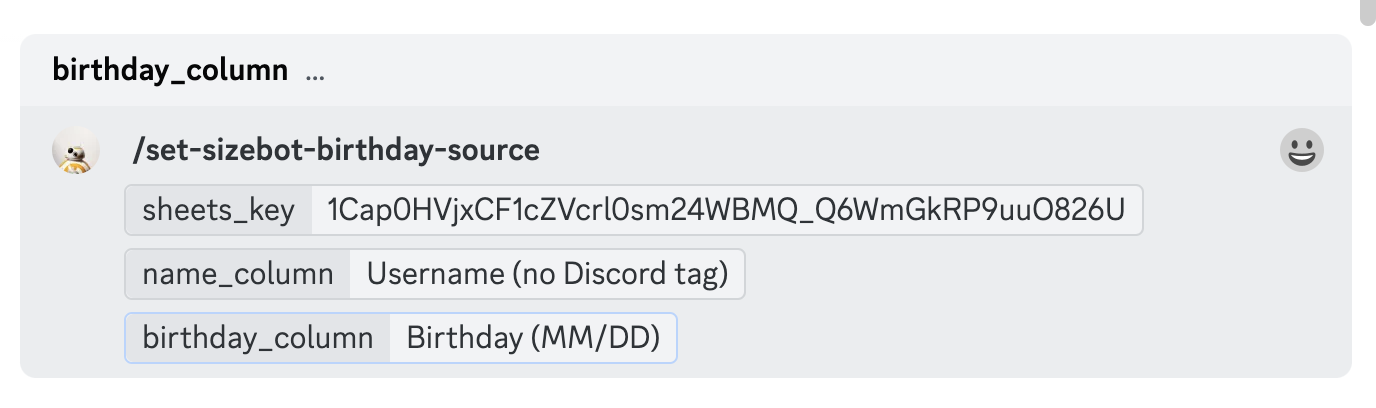 birthday_column ...
/set-sizebot-birthday-source
sheets_key 1Cap0HVjxCF1cZVcrl0sm24WBMQ_Q6WmGkRP9uuO826U
name_column Username (no Discord tag)
birthday_column Birthday (MM/DD)